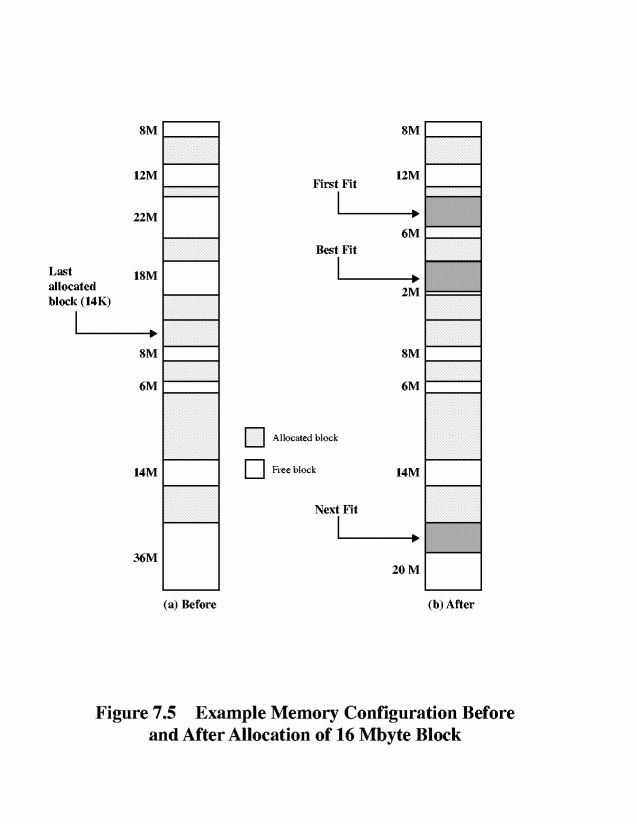 8M
12M
22M
18M
Last
allocated
block (14K)
8M
6M
14M
36M
(a) Before
Allocated block
Free block
8M
12M
First Fit
6M
Best Fit
2M
8M
6M
14M
Next Fit
20 M
(b) After
Figure 7.5 Example Memory Configuration Before
and After Allocation of 16 Mbyte Block